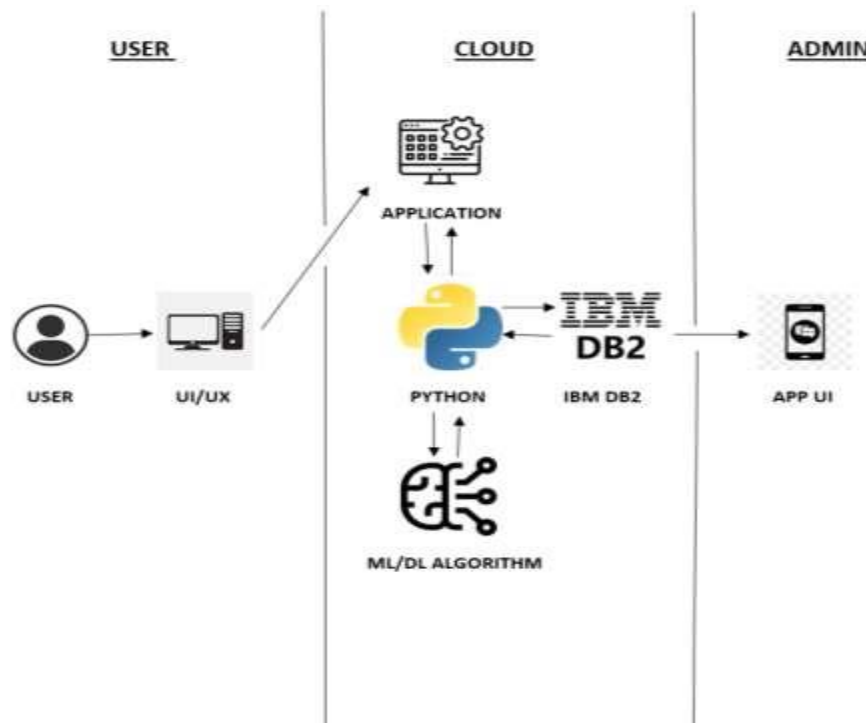 USER
CLOUD
ADMIN
APPLICATION
IBM
DB2
USER
UI/UX
PYTHON
IBM DB2
APP UI
ML/DL ALGORITHM